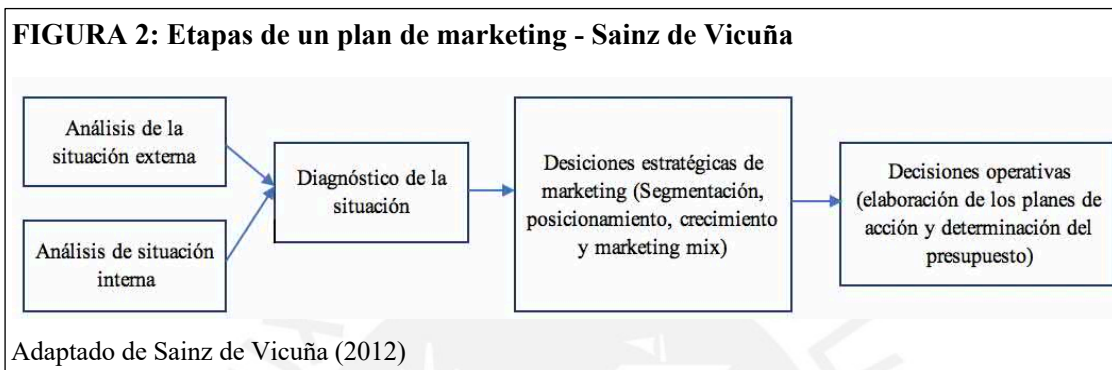 FIGURA 2: Etapas de un plan de marketing - Sainz de Vicuña
Análisis de la
situación externa
Análisis de situación
interna
Diagnóstico de la
situación
Desiciones estratégicas de
marketing (Segmentación,
posicionamiento, crecimiento
y marketing mix)
Decisiones operativas
(elaboración de los planes de
acción y determinación del
presupuesto)
Adaptado de Sainz de Vicuña (2012)